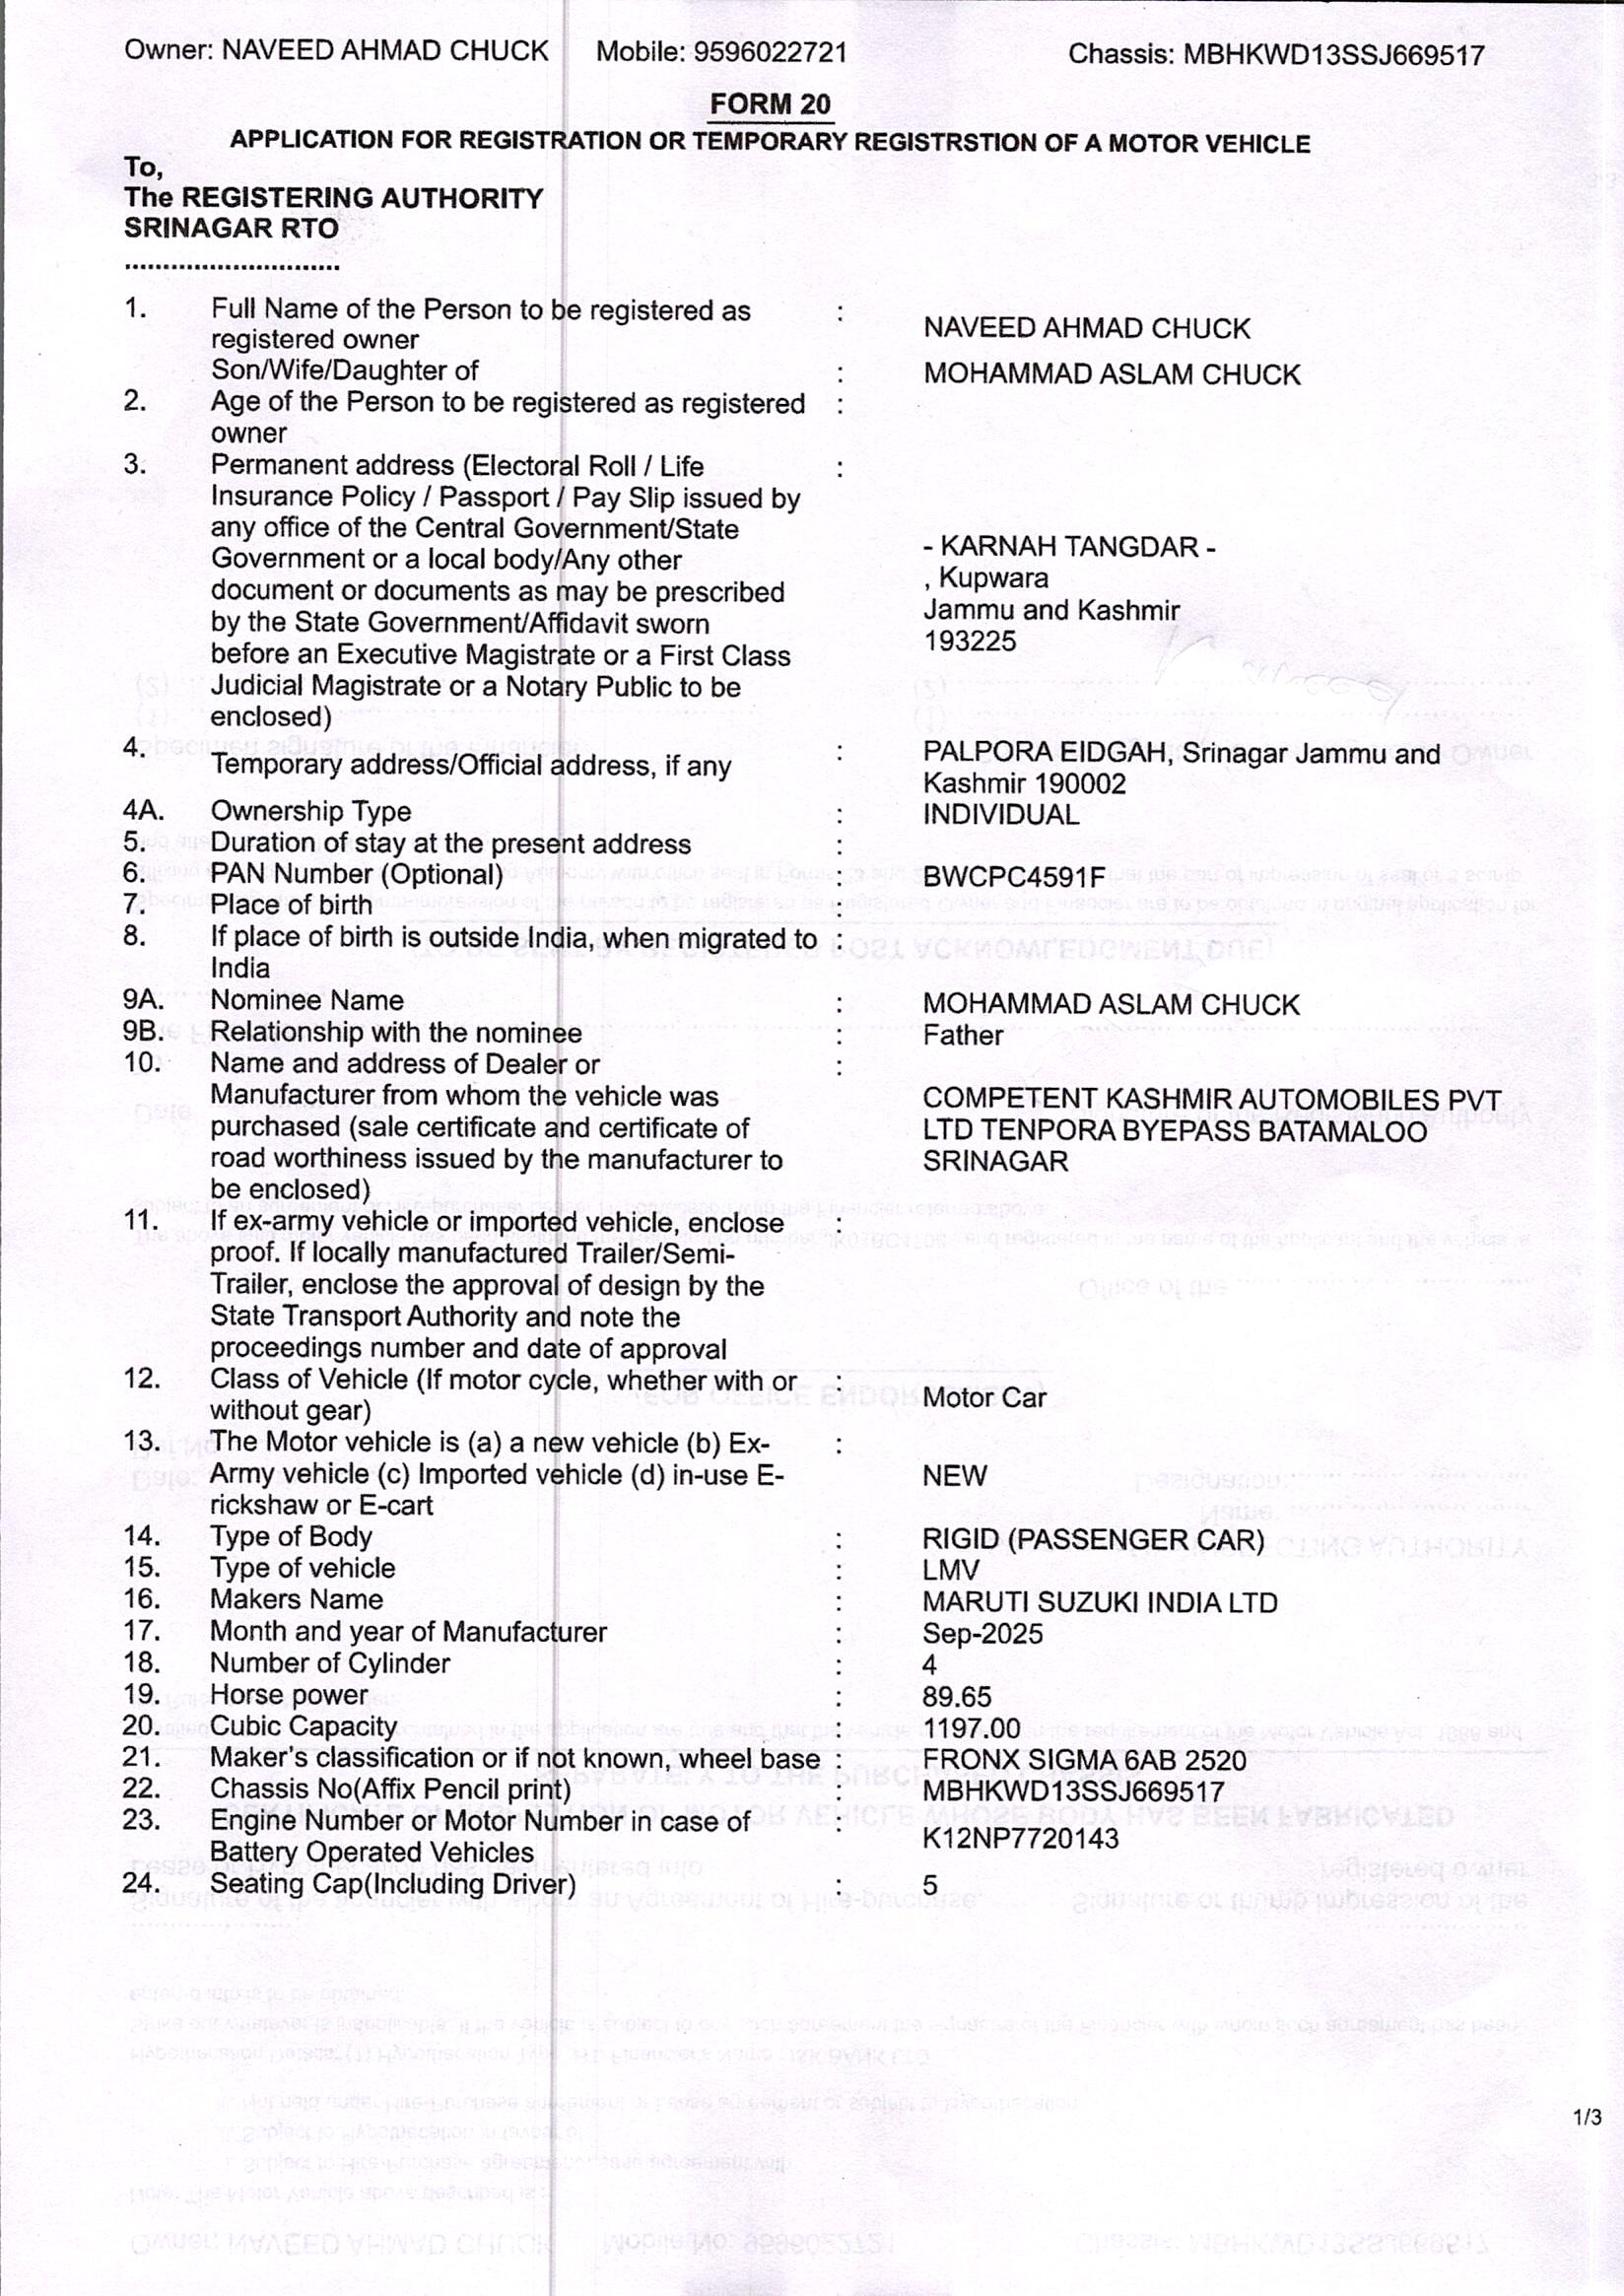 Owner: NAVEED AHMAD CHUCK Mobile: 9596022721 Chassis: MBHKWD13SSJ669517
FORM 20
APPLICATION FOR REGISTRATION OR TEMPORARY REGISTRSTION OF A MOTOR VEHICLE
To,
The REGISTERING AUTHORITY
SRINAGAR RTO
............................
1. Full Name of the Person to be registered as :
registered owner NAVEED AHMAD CHUCK
Son/Wife/Daughter of : MOHAMMAD ASLAM CHUCK
2. Age of the Person to be registered as registered :
owner
3. Permanent address (Electoral Roll / Life :
Insurance Policy / Passport / Pay Slip issued by
any office of the Central Government/State
Government or a local body/Any other - KARNAH TANGDAR -
document or documents as may be prescribed , Kupwara
by the State Government/Affidavit sworn Jammu and Kashmir
before an Executive Magistrate or a First Class 193225
Judicial Magistrate or a Notary Public to be
enclosed)
4. Temporary address/Official address, if any : PALPORA EIDGAH, Srinagar Jammu and
Kashmir 190002
4A. Ownership Type : INDIVIDUAL
5. Duration of stay at the present address :
6. PAN Number (Optional) : BWCPC4591F
7. Place of birth :
8. If place of birth is outside India, when migrated to :
India
9A. Nominee Name : MOHAMMAD ASLAM CHUCK
9B. Relationship with the nominee : Father
10. Name and address of Dealer or :
Manufacturer from whom the vehicle was COMPETENT KASHMIR AUTOMOBILES PVT
purchased (sale certificate and certificate of LTD TENPORA BYEPASS BATAMALOO
road worthiness issued by the manufacturer to SRINAGAR
be enclosed)
11. If ex-army vehicle or imported vehicle, enclose :
proof. If locally manufactured Trailer/Semi-
Trailer, enclose the approval of design by the
State Transport Authority and note the
proceedings number and date of approval
12. Class of Vehicle (If motor cycle, whether with or :
without gear) Motor Car
13. The Motor vehicle is (a) a new vehicle (b) Ex- :
Army vehicle (c) Imported vehicle (d) in-use E- NEW
rickshaw or E-cart
14. Type of Body : RIGID (PASSENGER CAR)
15. Type of vehicle : LMV
16. Makers Name : MARUTI SUZUKI INDIA LTD
17. Month and year of Manufacturer : Sep-2025
18. Number of Cylinder : 4
19. Horse power : 89.65
20. Cubic Capacity : 1197.00
21. Maker's classification or if not known, wheel base : FRONX SIGMA 6AB 2520
22. Chassis No(Affix Pencil print) : MBHKWD13SSJ669517
23. Engine Number or Motor Number in case of : K12NP7720143
Battery Operated Vehicles
24. Seating Cap(Including Driver) : 5
1/3